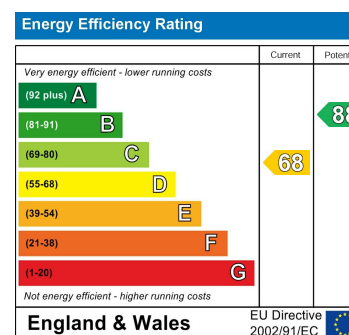 Energy Efficiency Rating
Current
Very energy efficient - lower running costs
(92 plus) A
(81-91) B
(69-80) C
68
(55-68) D
(39-54) E
(21-38) F
(1-20) G
Not energy efficient - higher running costs
England & Wales
EU Directive
2002/91/EC